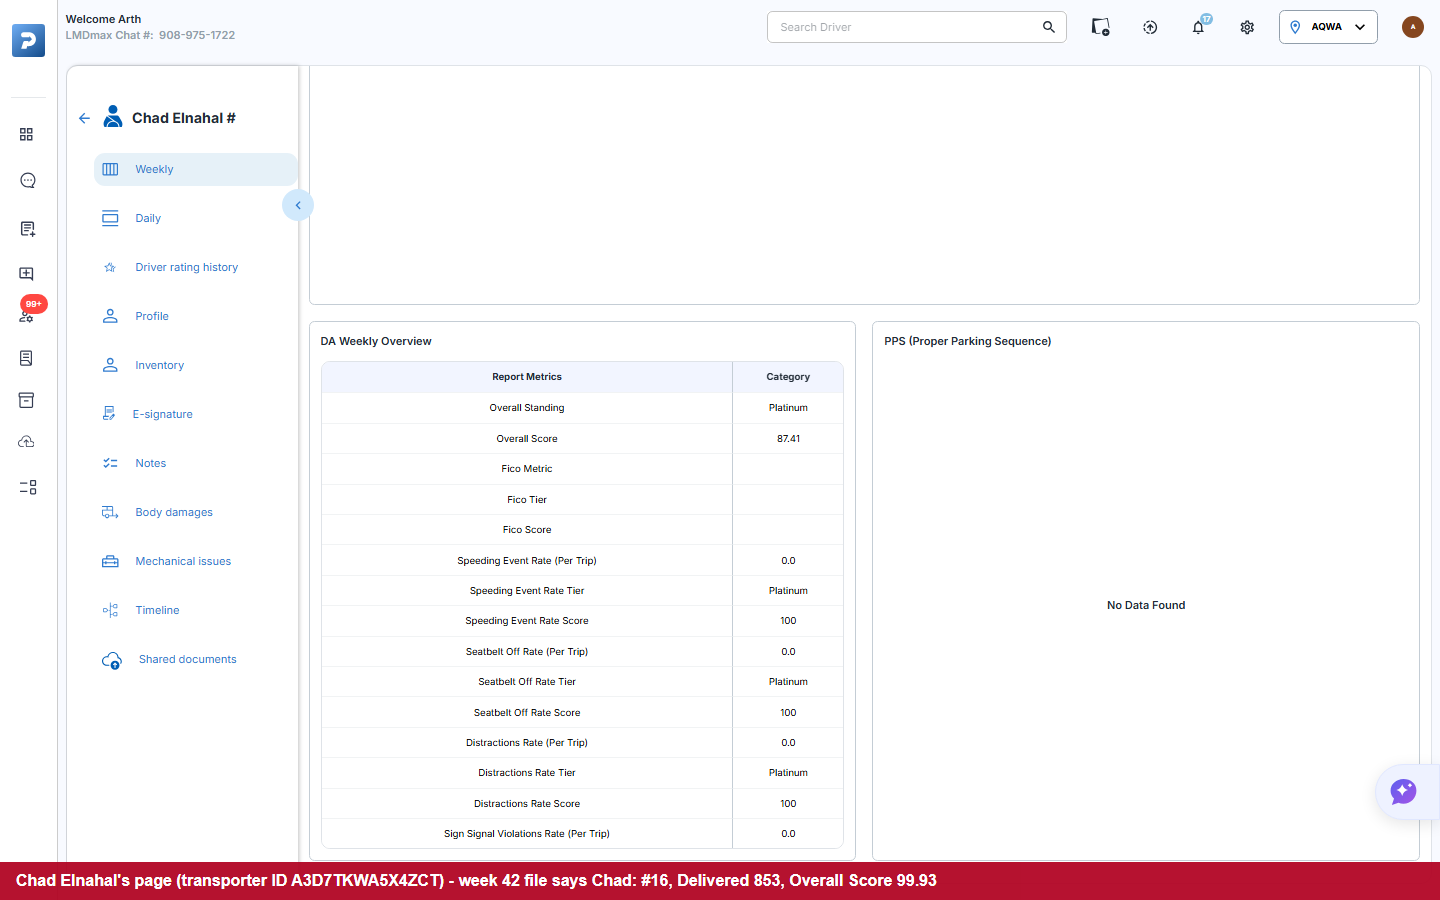 Welcome Arth
LMDmax Chat #: 908-975-1722
Search Driver
17
AQWA
A
99+
Chad Elnahal #
Weekly
Daily
Driver rating history
Profile
Inventory
E-signature
Notes
Body damages
Mechanical issues
Timeline
Shared documents
DA Weekly Overview
Report Metrics Category
Overall Standing Platinum
Overall Score 87.41
Fico Metric
Fico Tier
Fico Score
Speeding Event Rate (Per Trip) 0.0
Speeding Event Rate Tier Platinum
Speeding Event Rate Score 100
Seatbelt Off Rate (Per Trip) 0.0
Seatbelt Off Rate Tier Platinum
Seatbelt Off Rate Score 100
Distractions Rate (Per Trip) 0.0
Distractions Rate Tier Platinum
Distractions Rate Score 100
Sign Signal Violations Rate (Per Trip) 0.0
PPS (Proper Parking Sequence)
No Data Found
Chad Elnahal's page (transporter ID A3D7TKWA5X4ZCT) - week 42 file says Chad: #16, Delivered 853, Overall Score 99.93